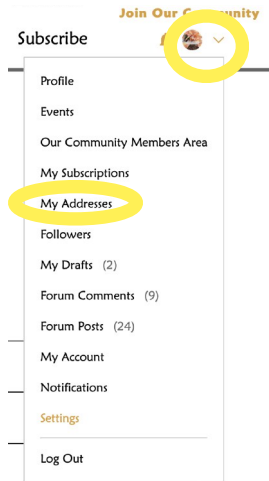 Join Our Community
Subscribe
Profile
Events
Our Community Members Area
My Subscriptions
My Addresses
Followers
My Drafts (2)
Forum Comments (9)
Forum Posts (24)
My Account
Notifications
Settings
Log Out